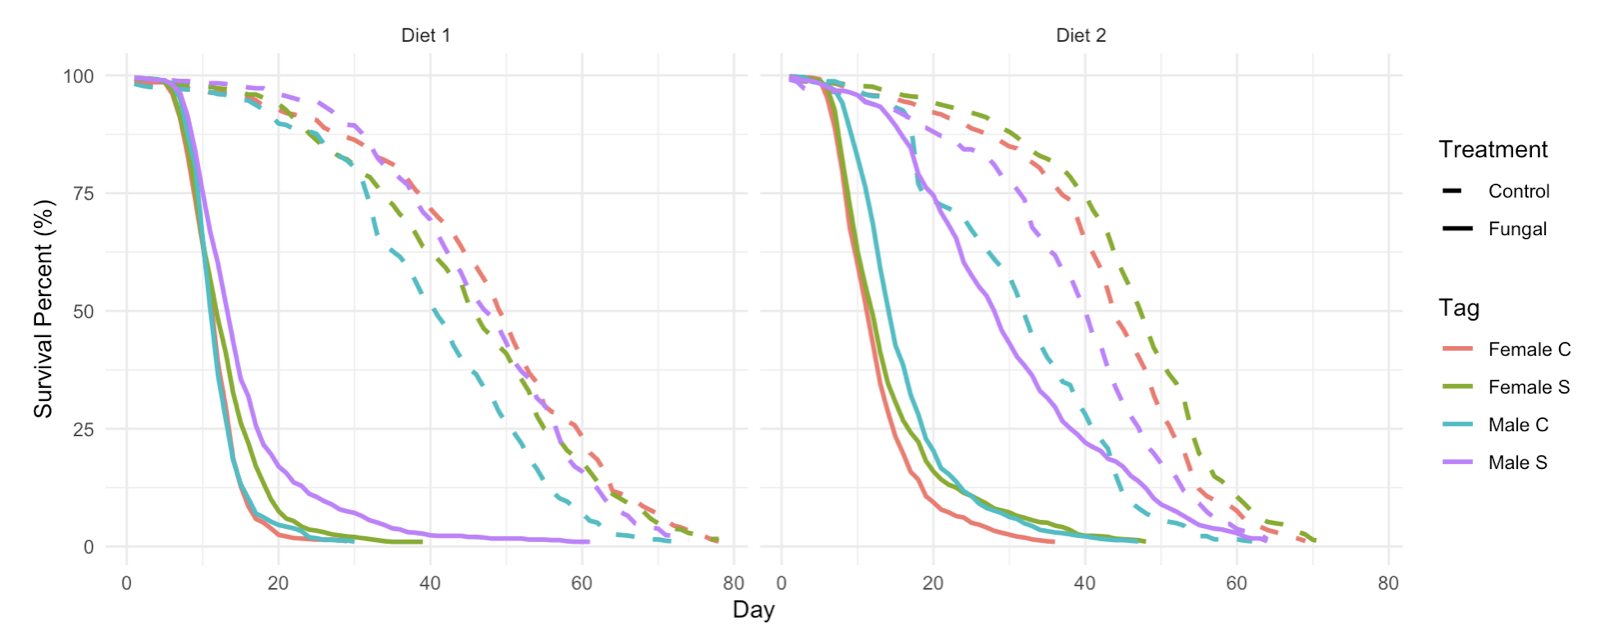 Diet 1
Diet 2
Survival Percent (%)
100
75
50
25
0
0 20 40 60 80
0 20 40 60 80
Day
Treatment
Control
Fungal
Tag
Female C
Female S
Male C
Male S